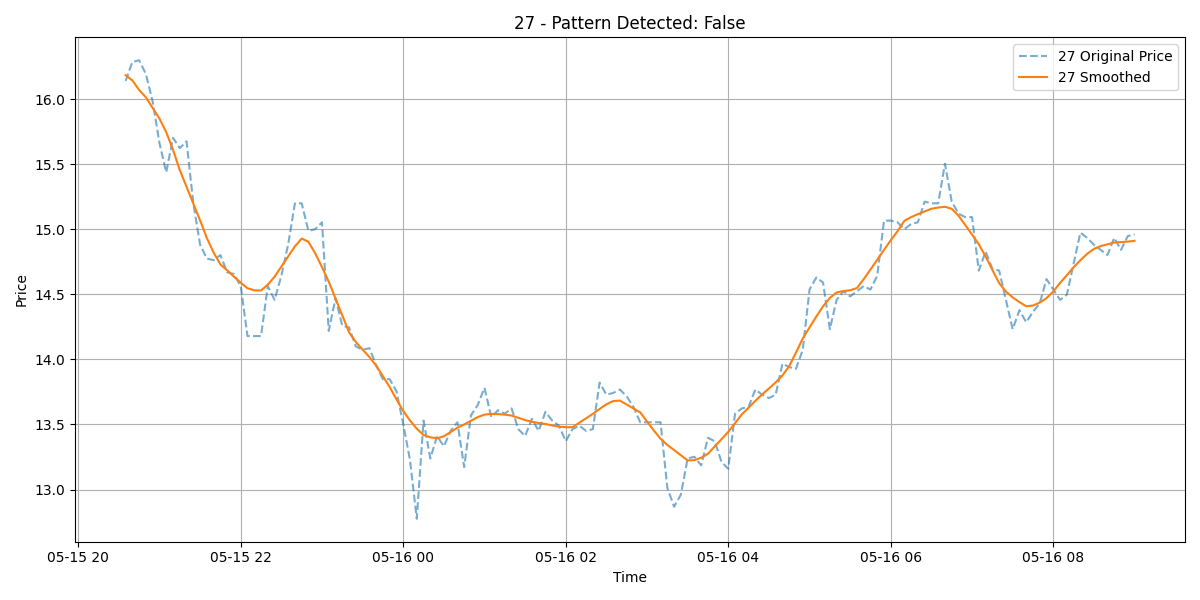 27 - Pattern Detected: False
27 Original Price
27 Smoothed
16.0
15.5
15.0
14.5
14.0
13.5
13.0
Price
05-15 20
05-15 22
05-16 00
05-16 02
05-16 04
05-16 06
05-16 08
Time